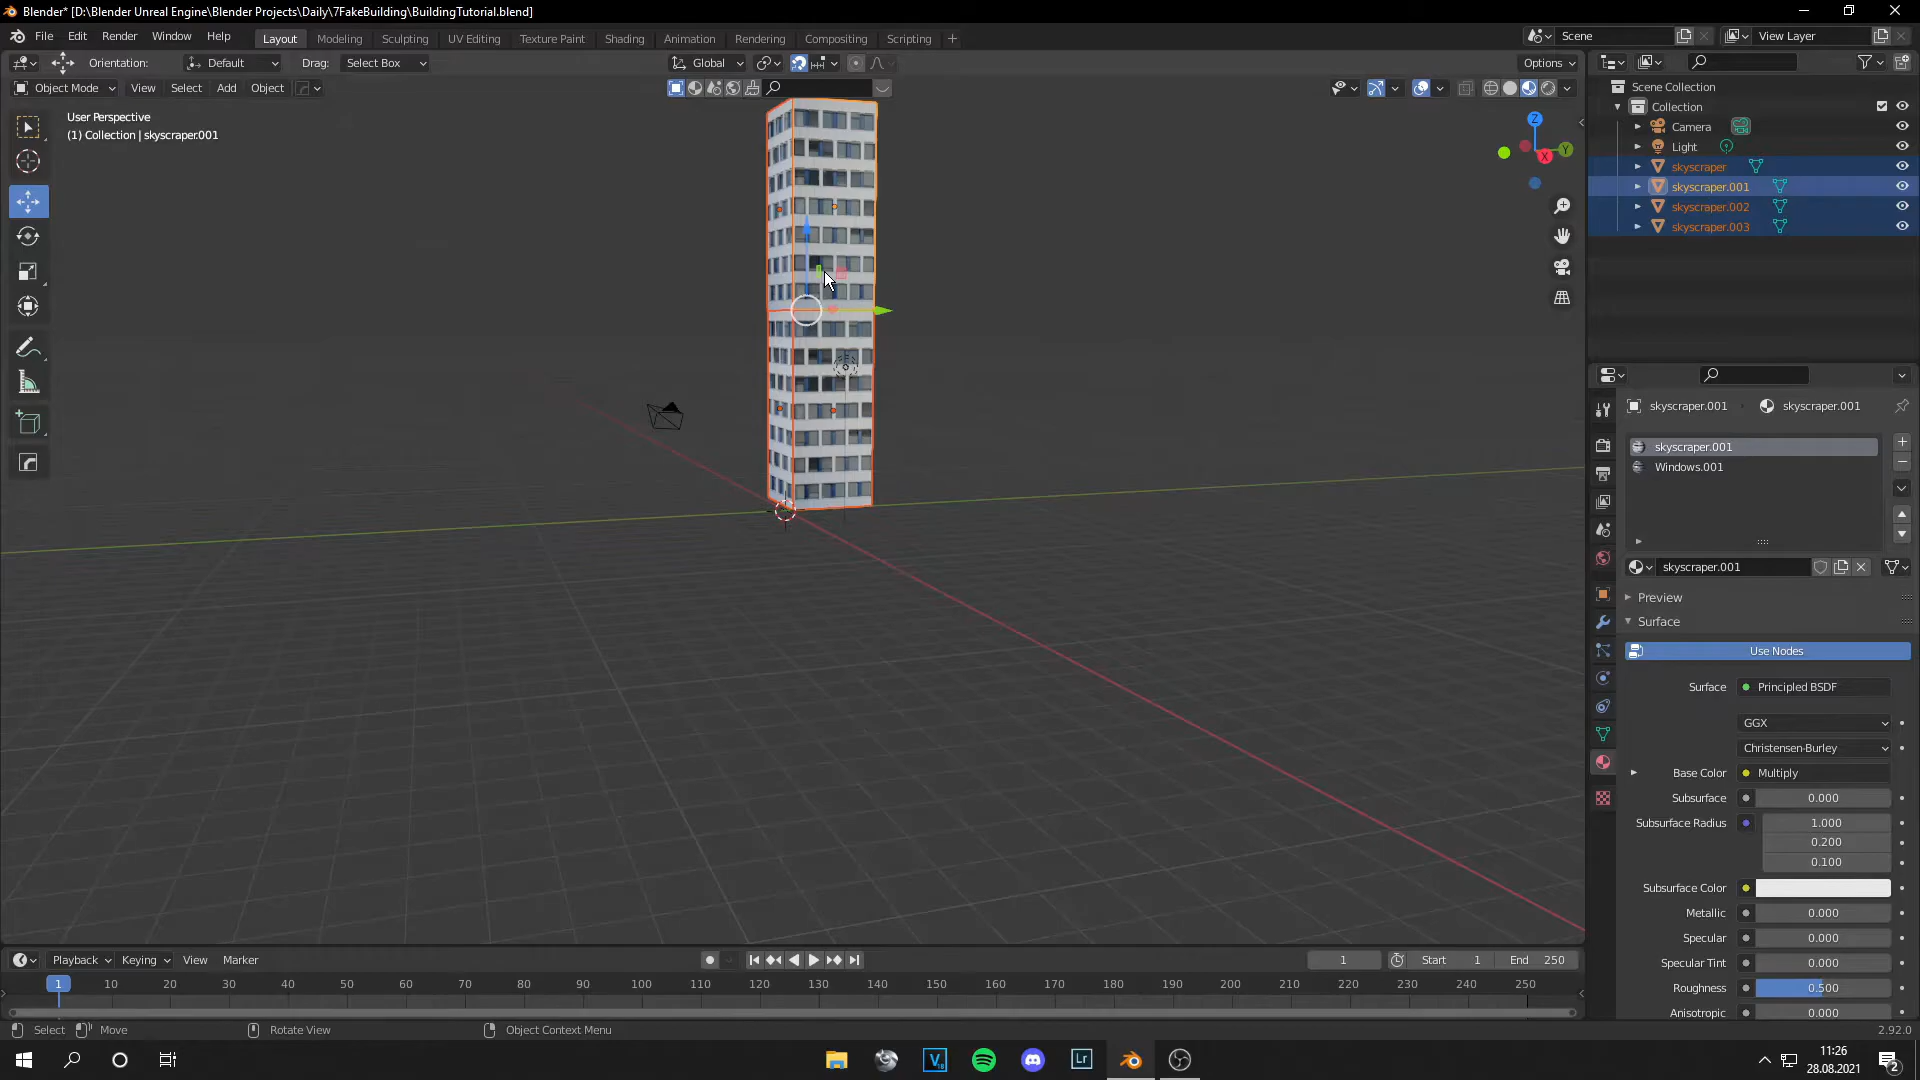 Blender* [D:\Blender Unreal Engine\Blender Projects\Daily\7FakeBuilding\BuildingTutorial.blend]
File Edit Render Window Help
Layout Modeling Sculpting UV Editing Texture Paint Shading Animation Rendering Compositing Scripting +
Scene
View Layer
Orientation: Default Drag: Select Box
Global
Options
Object Mode View Select Add Object
User Perspective
(1) Collection | skyscraper.001
Z
Y
X
Scene Collection
Collection
Camera
Light
skyscraper
skyscraper.001
skyscraper.002
skyscraper.003
skyscraper.001 skyscraper.001
skyscraper.001
Windows.001
skyscraper.001
Preview
Surface
Use Nodes
Surface Principled BSDF
GGX
Christensen-Burley
Base Color Multiply
Subsurface 0.000
Subsurface Radius 1.000
0.200
0.100
Subsurface Color
Metallic 0.000
Specular 0.000
Specular Tint 0.000
Roughness 0.500
Anisotropic 0.000
Playback Keying View Marker
1 Start 1 End 250
1 10 20 30 40 50 60 70 80 90 100 110 120 130 140 150 160 170 180 190 200 210 220 230 240 250
Select Move Rotate View Object Context Menu
2.92.0
V
18
Lr
11:26
28.08.2021
2